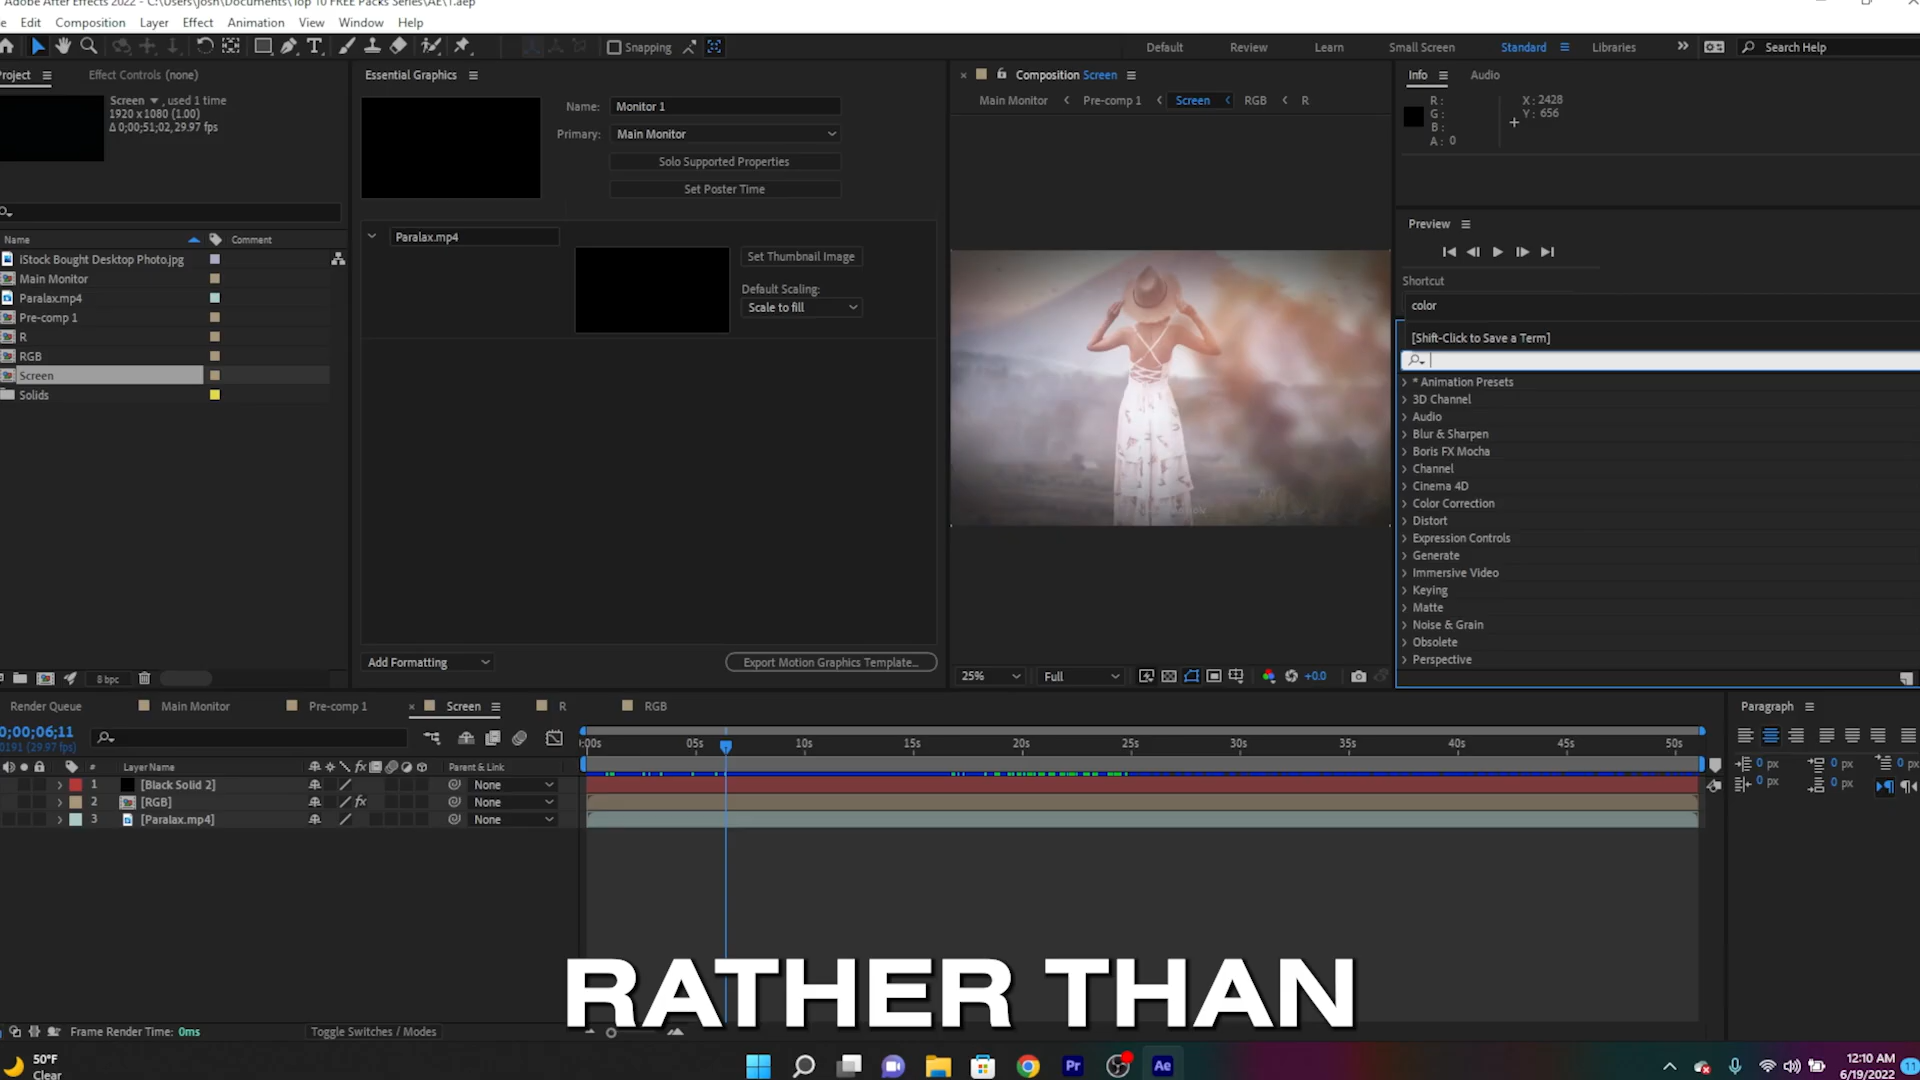 Adobe After Effects 2022 - C:\Users\Josh\Documents\Top 10 FREE Packs Series\AE\1.aep
Edit Composition Layer Effect Animation View Window Help
Snapping
Default Review Learn Small Screen Standard Libraries Search Help
Project Effect Controls (none)
Screen , used 1 time
1920 x 1080 (1.00)
Δ 0;00;51;02, 29.97 fps
Name Comment
iStock Bought Desktop Photo.jpg
Main Monitor
Paralax.mp4
Pre-comp 1
R
RGB
Screen
Solids
8 bpc
Essential Graphics
Name: Monitor 1
Primary: Main Monitor
Solo Supported Properties
Set Poster Time
Paralax.mp4
Set Thumbnail Image
Default Scaling:
Scale to fill
Add Formatting
Export Motion Graphics Template...
Composition Screen
Main Monitor Pre-comp 1 Screen RGB R
25% Full +0.0
Info Audio
R: X: 2428
G: Y: 656
B:
A: 0
Preview
Shortcut
color
[Shift-Click to Save a Term]
* Animation Presets
3D Channel
Audio
Blur & Sharpen
Boris FX Mocha
Channel
Cinema 4D
Color Correction
Distort
Expression Controls
Generate
Immersive Video
Keying
Matte
Noise & Grain
Obsolete
Perspective
Render Queue Main Monitor Pre-comp 1 Screen R RGB
0;00;06;11
0191 (29.97 fps)
:00s 05s 10s 15s 20s 25s 30s 35s 40s 45s 50s
# Layer Name fx Parent & Link
1 [Black Solid 2] None
2 [RGB] fx None
3 [Paralax.mp4] None
Paragraph
0 px 0 px 0 px
0 px 0 px
RATHER THAN
Frame Render Time: 0ms Toggle Switches / Modes
50°F
Clear
Pr Ae
12:10 AM
6/19/2022
11